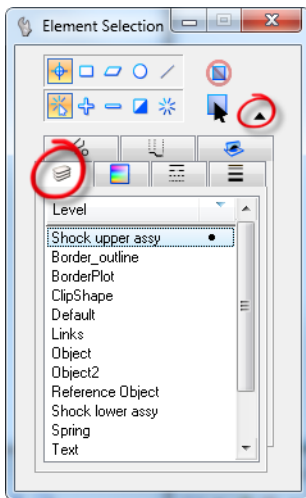 Element Selection
Level
Shock upper assy
Border_outline
BorderPlot
ClipShape
Default
Links
Object
Object2
Reference Object
Shock lower assy
Spring
Text